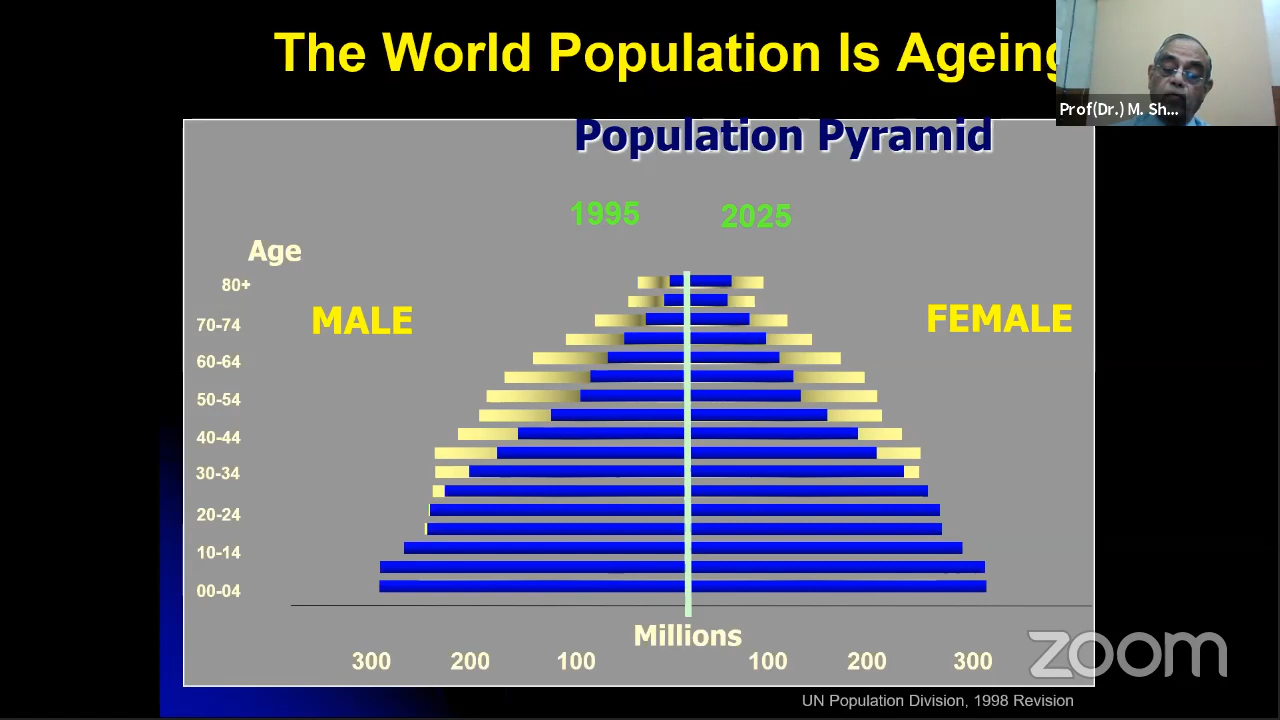 The World Population Is Ageing
Prof(Dr.) M. Sh...
Population Pyramid
1995 2025
Age
80+
MALE FEMALE
70-74
60-64
50-54
40-44
30-34
20-24
10-14
00-04
Millions
300 200 100 100 200 300
zoom
UN Population Division, 1998 Revision